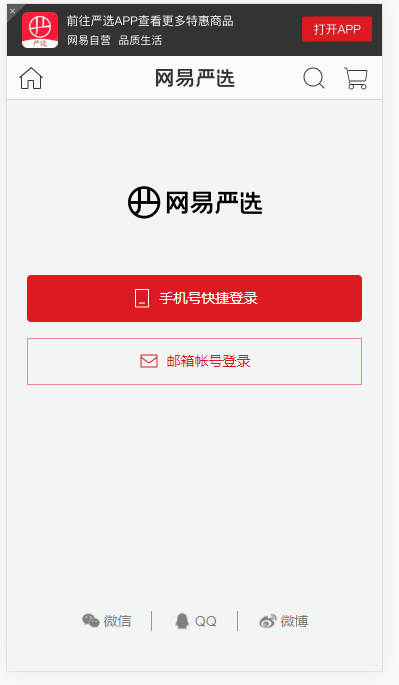 前往严选APP查看更多特惠商品
网易自营 品质生活
严选
打开APP
网易严选
网易严选
手机号快捷登录
邮箱帐号登录
微信
QQ
微博